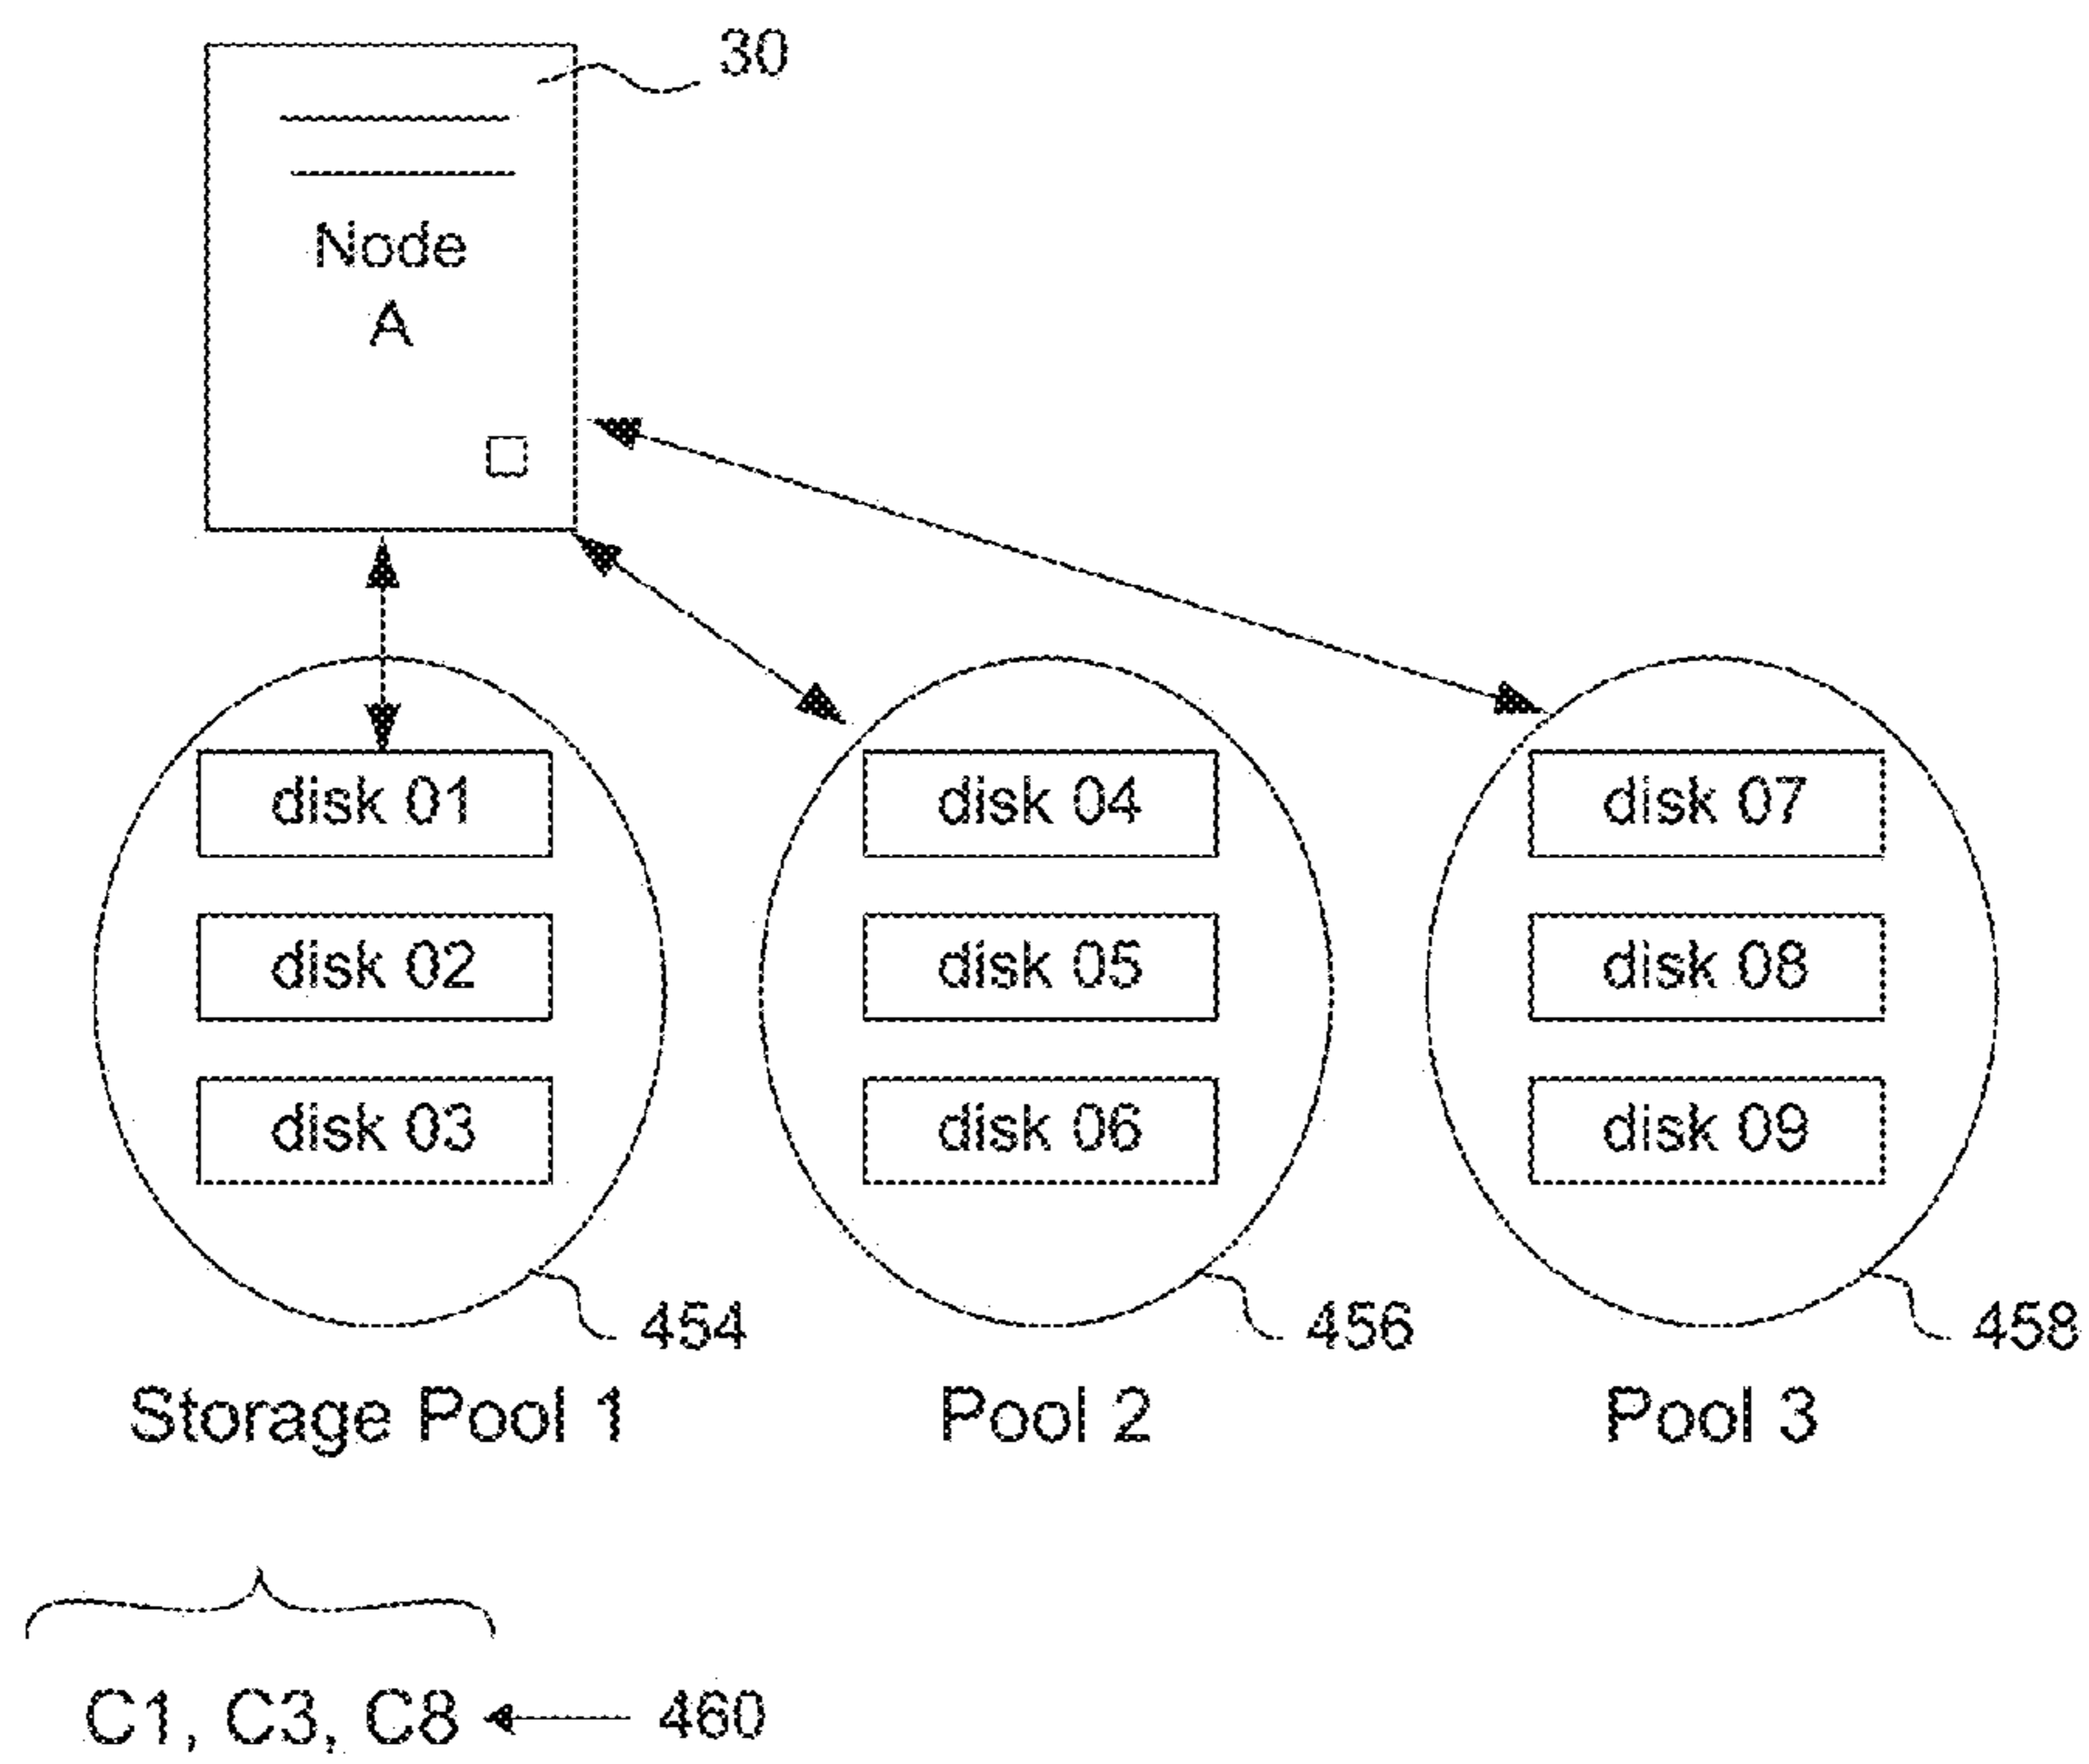 30
Node
A
disk 01
disk 04
disk 07
disk 02
disk 05
disk 08
disk 03
disk 06
disk 09
454
456
458
Storage Pool 1
Pool 2
Pool 3
C1, C3, C8
460